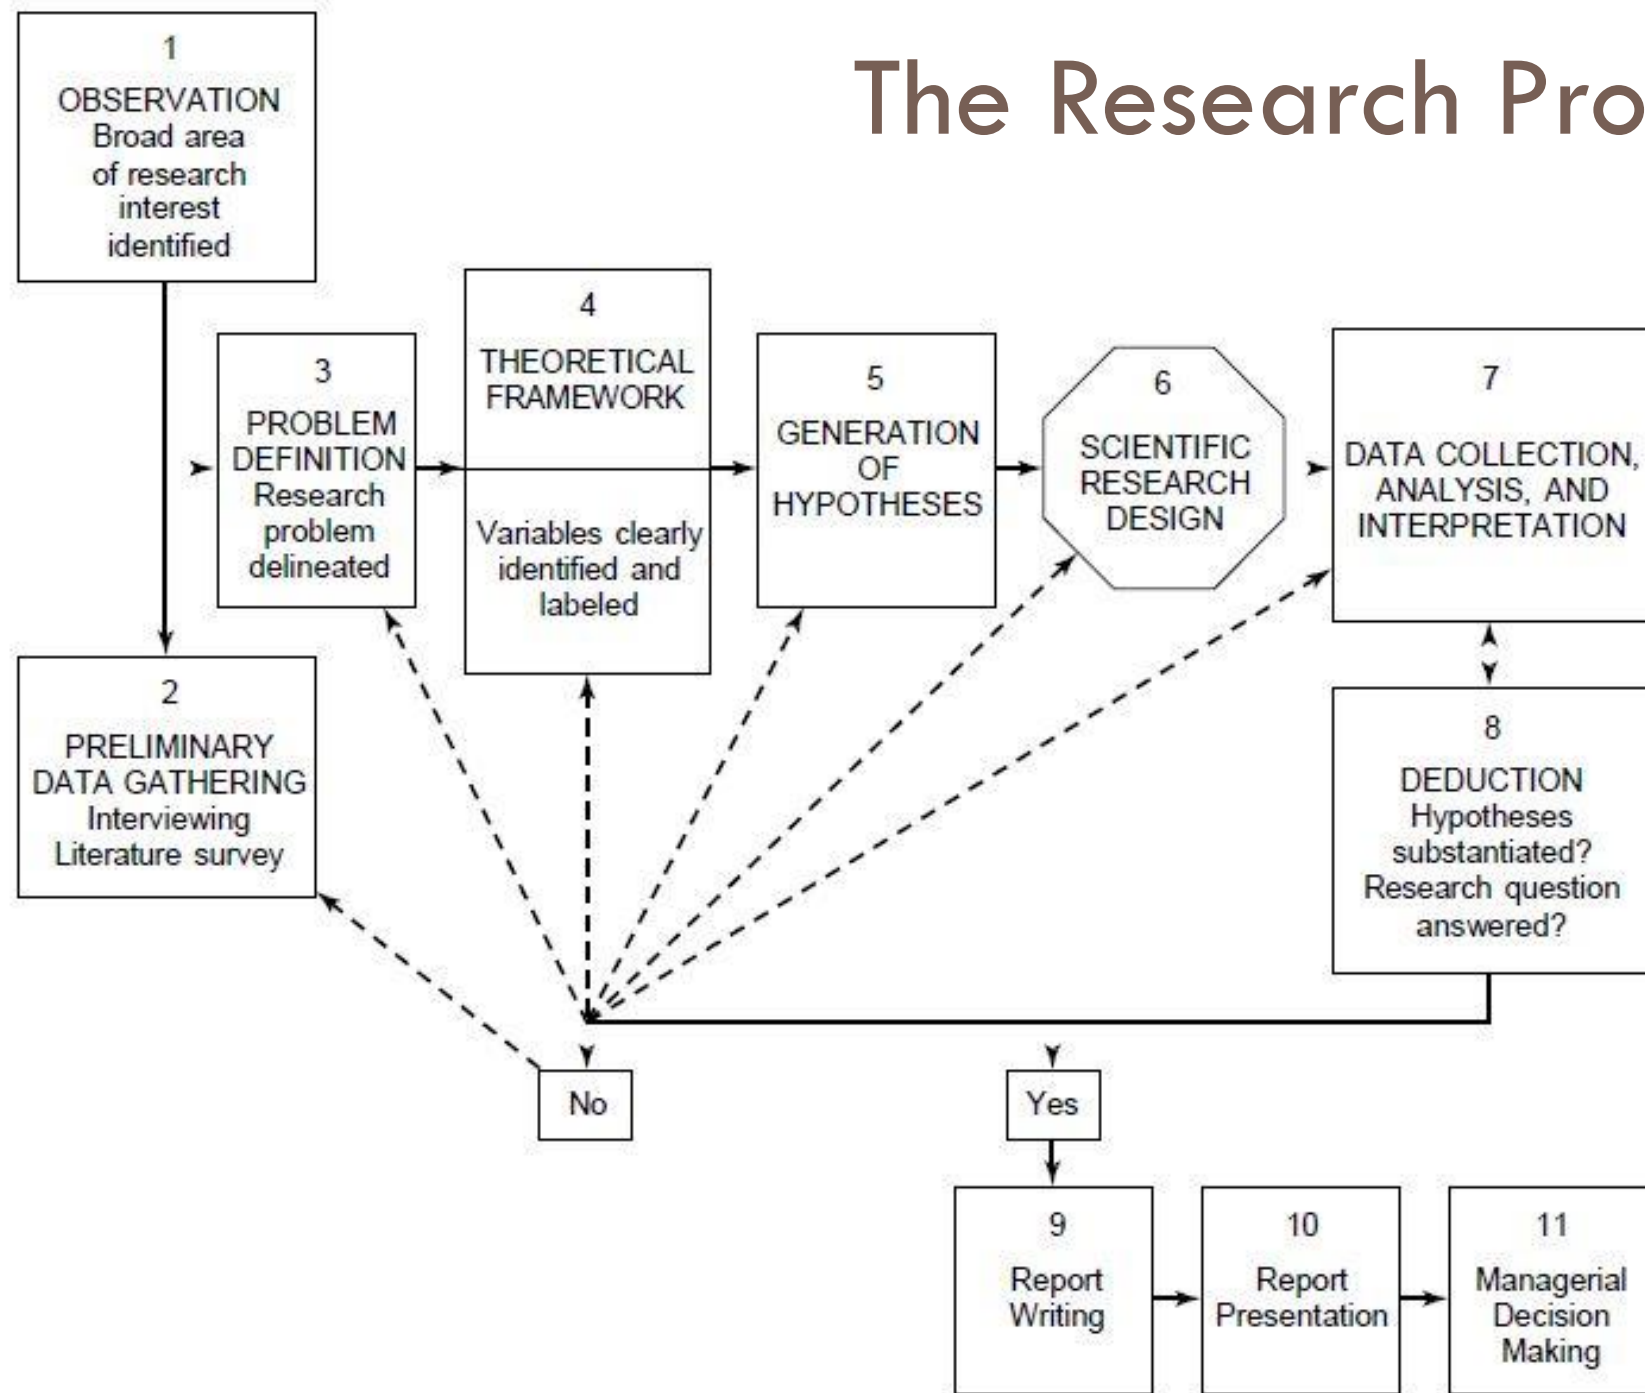 The Research Pro
1
OBSERVATION
Broad area
of research
interest
identified
2
PRELIMINARY
DATA GATHERING
Interviewing
Literature survey
3
PROBLEM
DEFINITION
Research
problem
delineated
4
THEORETICAL
FRAMEWORK
Variables clearly
identified and
labeled
5
GENERATION
OF
HYPOTHESES
6
SCIENTIFIC
RESEARCH
DESIGN
7
DATA COLLECTION,
ANALYSIS, AND
INTERPRETATION
8
DEDUCTION
Hypotheses
substantiated?
Research question
answered?
No
Yes
9
Report
Writing
10
Report
Presentation
11
Managerial
Decision
Making